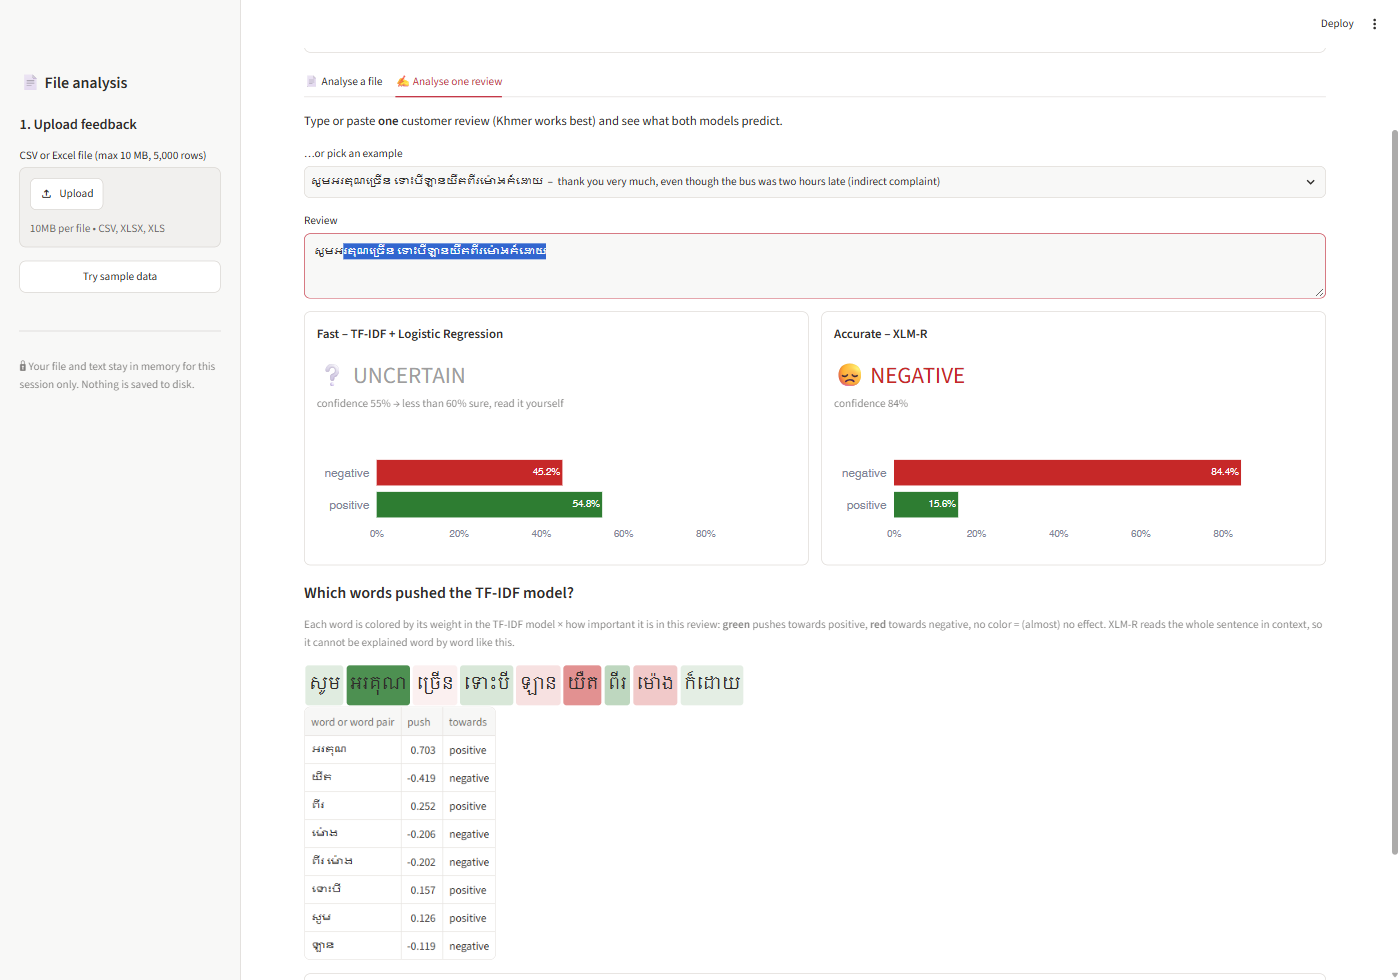 Deploy
File analysis
1. Upload feedback
CSV or Excel file (max 10 MB, 5,000 rows)
Upload
10MB per file • CSV, XLSX, XLS
Try sample data
Your file and text stay in memory for this
session only. Nothing is saved to disk.
Analyse a file
Analyse one review
Type or paste one customer review (Khmer works best) and see what both models predict.
…or pick an example
សូមអរគុណច្រើន ទោះបីឡានយឺតពីរម៉ោងក៏ដោយ – thank you very much, even though the bus was two hours late (indirect complaint)
Review
សូមអរគុណច្រើន ទោះបីឡានយឺតពីរម៉ោងក៏ដោយ
Fast – TF-IDF + Logistic Regression
UNCERTAIN
confidence 55% → less than 60% sure, read it yourself
negative 45.2%
positive 54.8%
0% 20% 40% 60% 80%
Accurate – XLM-R
NEGATIVE
confidence 84%
negative 84.4%
positive 15.6%
0% 20% 40% 60% 80%
Which words pushed the TF-IDF model?
Each word is colored by its weight in the TF-IDF model × how important it is in this review: green pushes towards positive, red towards negative, no color = (almost) no effect. XLM-R reads the whole sentence in context, so
it cannot be explained word by word like this.
សូម អរគុណ ច្រើន ទោះបី ឡាន យឺត ពីរ ម៉ោង ក៏ដោយ
word or word pair push towards
អរគុណ 0.703 positive
យឺត -0.419 negative
ពីរ 0.252 positive
ម៉ោង -0.206 negative
ពីរ ម៉ោង -0.202 negative
ទោះបី 0.157 positive
សូម 0.126 positive
ឡាន -0.119 negative